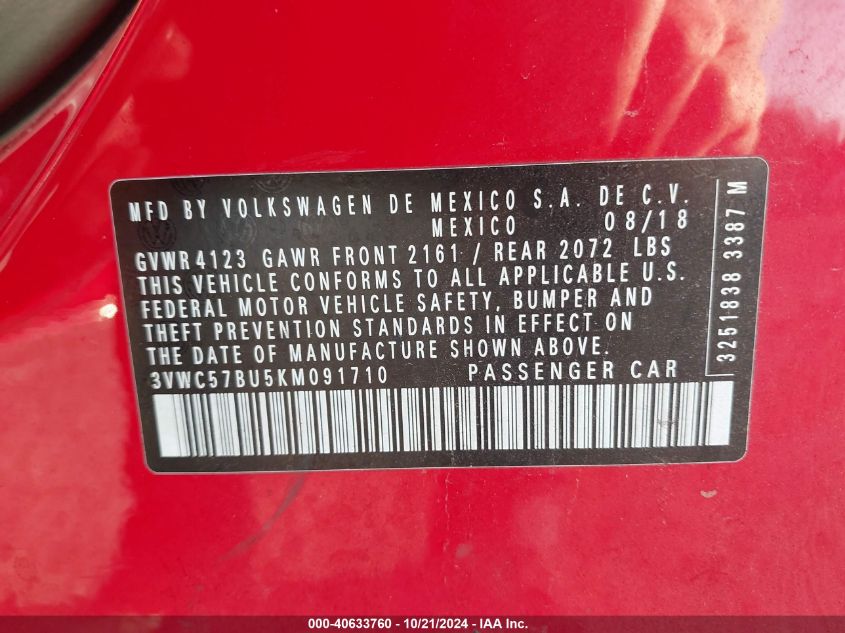 MFD BY VOLKSWAGEN DE MEXICO S.A. DE C.V.
MEXICO 08/18
GVWR 4123 GAWR FRONT 2161 / REAR 2072 LBS
THIS VEHICLE CONFORMS TO ALL APPLICABLE U.S.
FEDERAL MOTOR VEHICLE SAFETY, BUMPER AND
THEFT PREVENTION STANDARDS IN EFFECT ON
THE DATE OF MANUFACTURE SHOWN ABOVE.
3VWC57BU5KM091710 PASSENGER CAR
3251838 3387 M
000-40633760 - 10/21/2024 - IAA Inc.